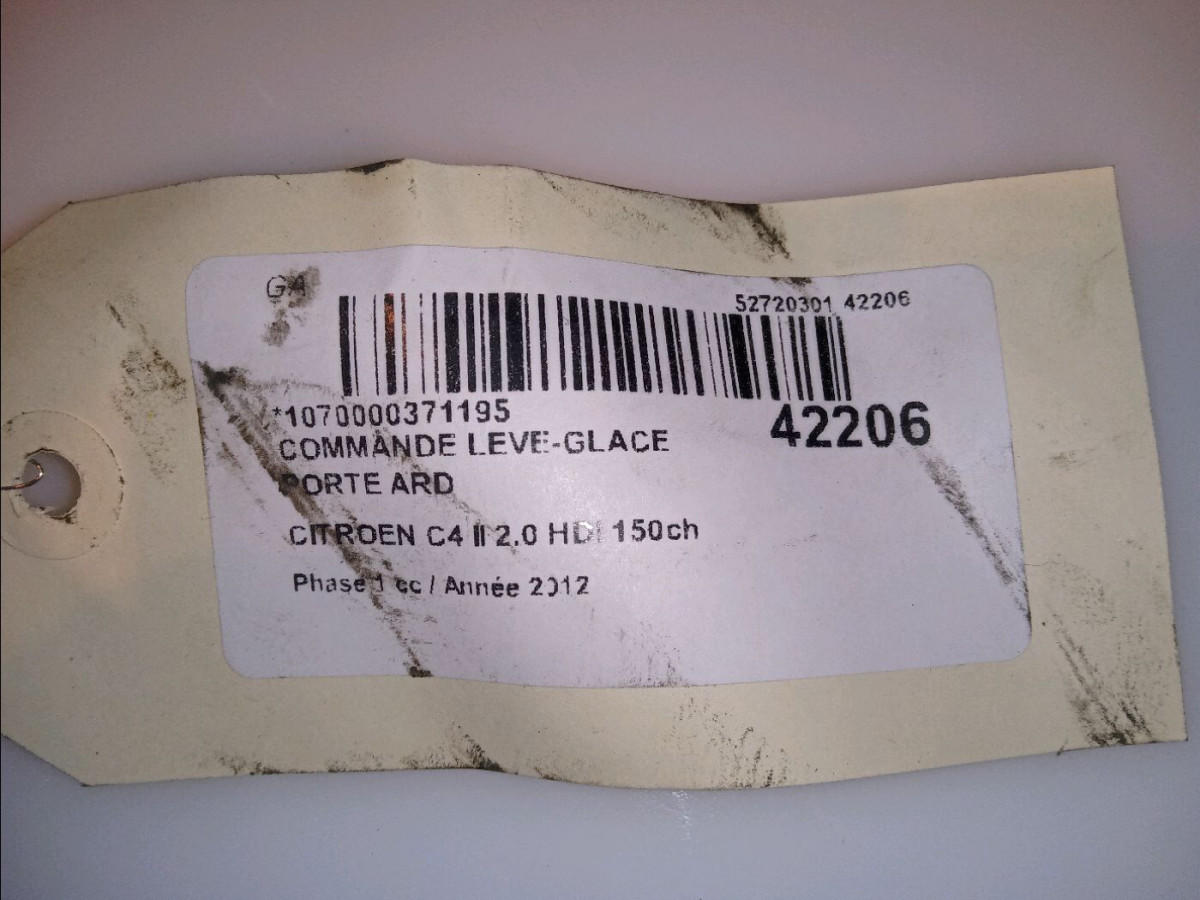 GA
52720301 42206
*1070000371195
42206
COMMANDE LEVE-GLACE
PORTE ARD
CITROEN C4 II 2.0 HDI 150ch
Phase 1 cc / Année 2012